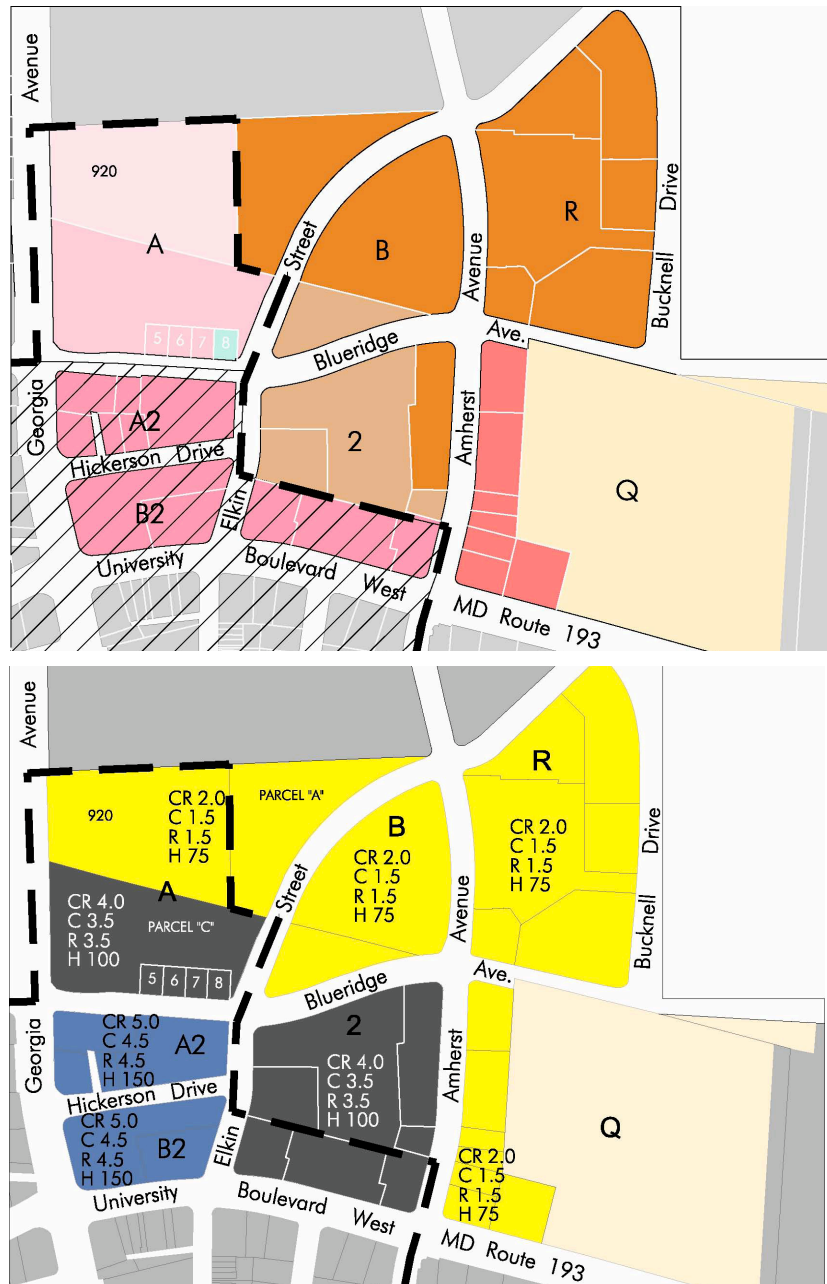 Avenue
920
A
B
R
Street
Avenue
Drive
Bucknell
5 6 7 8
Blueridge
Ave.
Georgia
A2
2
Amherst
Hickerson Drive
Q
B2
Elkin
University Boulevard West
MD Route 193
Avenue
920
CR 2.0
C 1.5
R 1.5
H 75
PARCEL "A"
B
CR 2.0
C 1.5
R 1.5
H 75
R
CR 2.0
C 1.5
R 1.5
H 75
Drive
A
CR 4.0
C 3.5
R 3.5
H 100
PARCEL "C"
Street
Avenue
Bucknell
5 6 7 8
Blueridge
Ave.
Georgia
CR 5.0
C 4.5
R 4.5
H 150
A2
2
CR 4.0
C 3.5
R 3.5
H 100
Amherst
Hickerson Drive
CR 5.0
C 4.5
R 4.5
H 150
B2
Elkin
Q
CR 2.0
C 1.5
R 1.5
H 75
University Boulevard West
MD Route 193